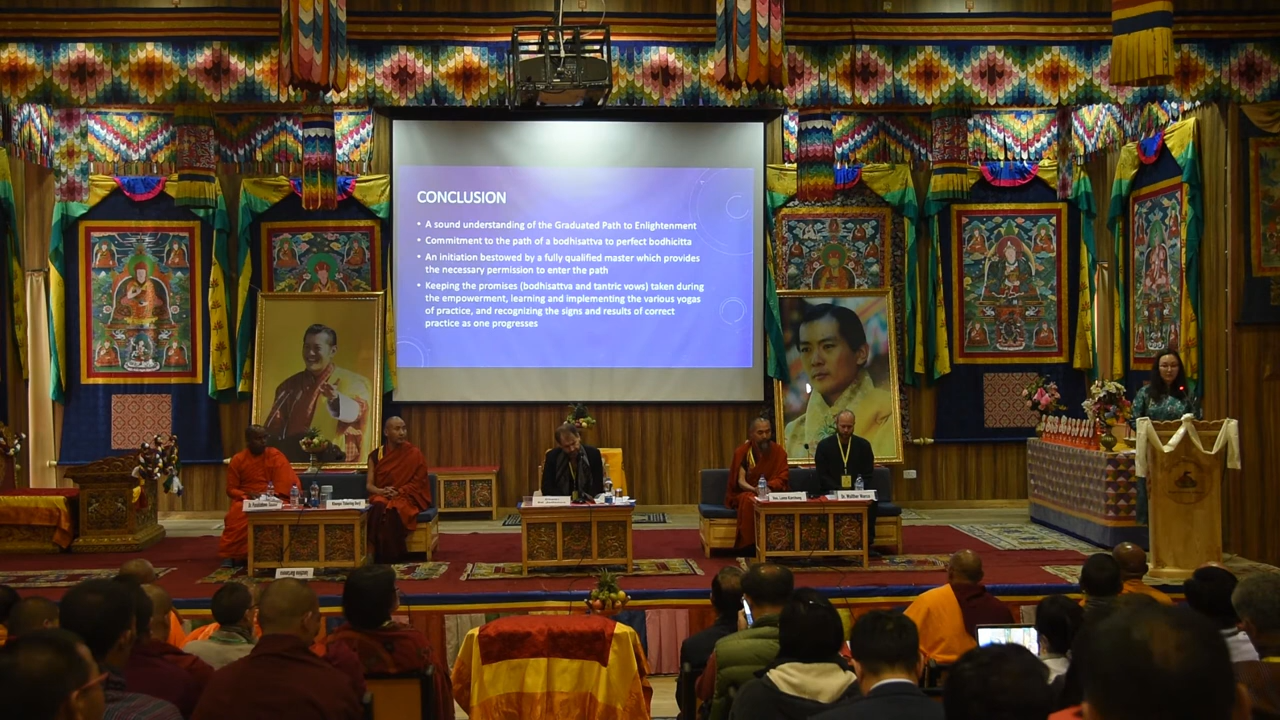 CONCLUSION
• A sound understanding of the Graduated Path to Enlightenment
• Commitment to the path of a bodhisattva to perfect bodhicitta
• An initiation bestowed by a fully qualified master which provides
the necessary permission to enter the path
• Keeping the promises (bodhisattva and tantric vows) taken during
the empowerment, learning and implementing the various yogas
of practice, and recognizing the signs and results of correct
practice as one progresses